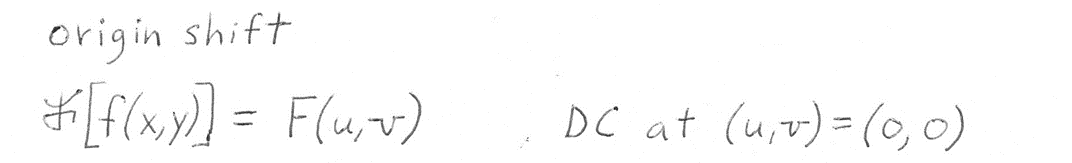 origin shift
ℱ[f(x,y)] = F(u,v) DC at (u,v)=(0,0)